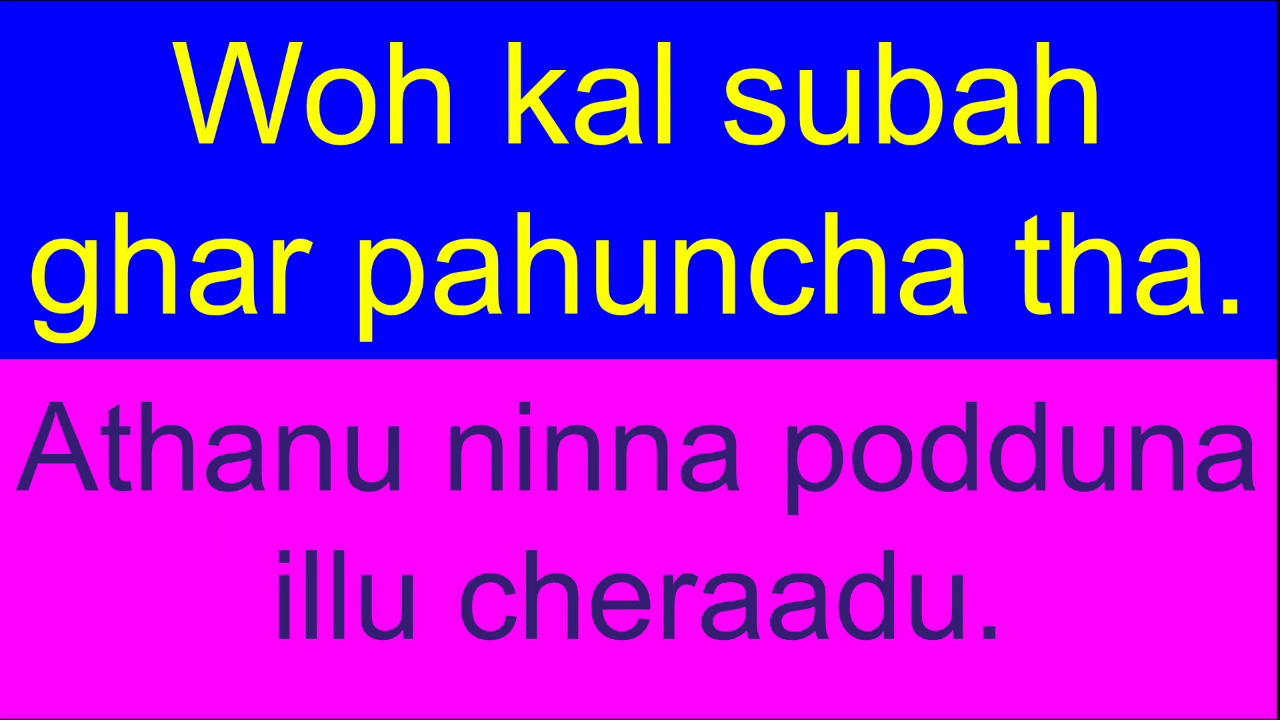 Woh kal subah
ghar pahuncha tha.
Athanu ninna podduna
illu cheraadu.